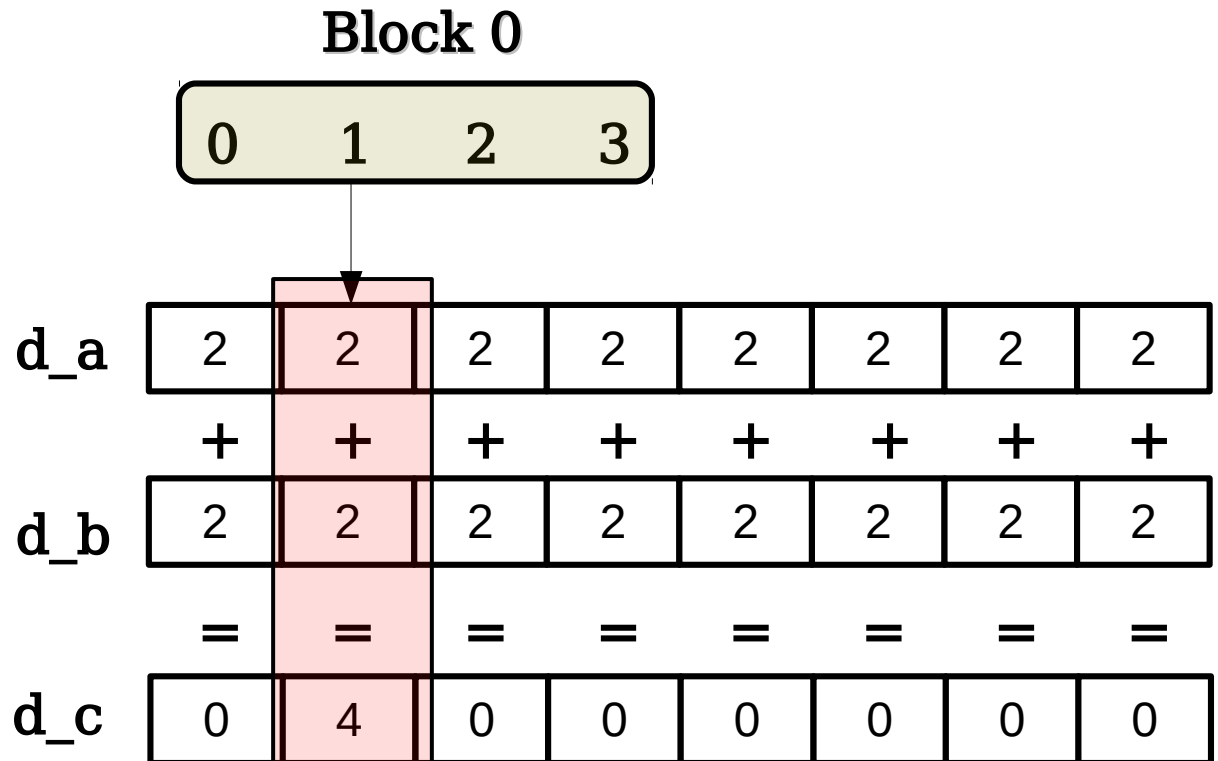 Block 0
0 1 2 3
d_a 2 2 2 2 2 2 2 2
+ + + + + + + +
d_b 2 2 2 2 2 2 2 2
= = = = = = = =
d_c 0 4 0 0 0 0 0 0